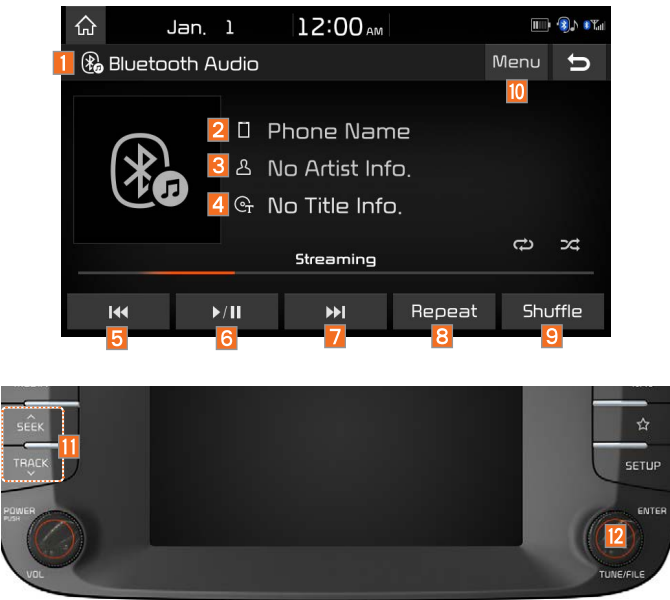 Jan. 1 12:00 AM
1 Bluetooth Audio Menu
10
2 Phone Name
3 No Artist Info.
4 No Title Info.
Streaming
Repeat Shuffle
5 6 7 8 9
SEEK
11
TRACK
SETUP
POWER
PUSH
ENTER
12
VOL
TUNE/FILE